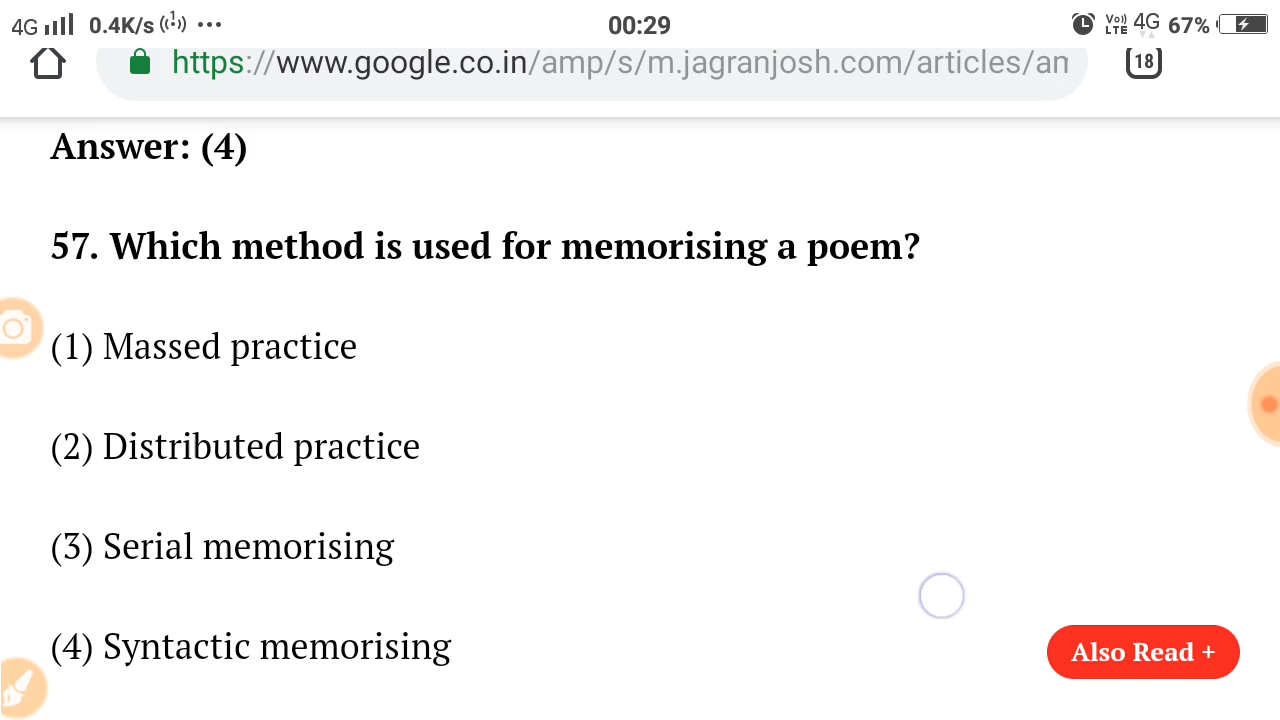 4G 0.4K/s ... 00:29 Vo) LTE 4G 67%
https://www.google.co.in/amp/s/m.jagranjosh.com/articles/an 18
Answer: (4)
57. Which method is used for memorising a poem?
(1) Massed practice
(2) Distributed practice
(3) Serial memorising
(4) Syntactic memorising
Also Read +